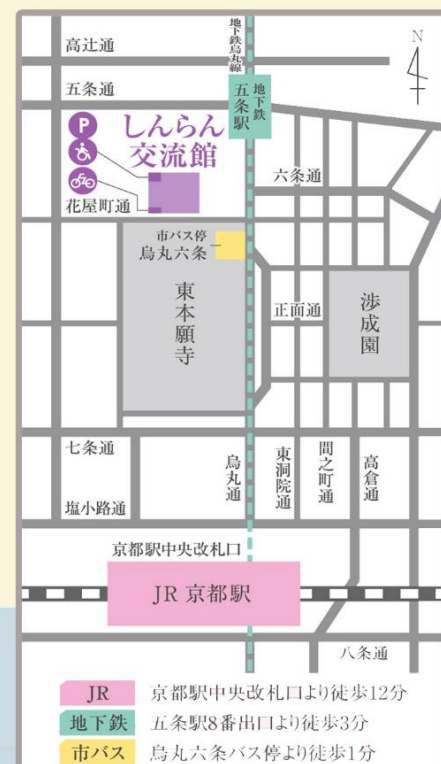 地下鉄烏丸線
高辻通
N
五条通
地下鉄
五条駅
P
しんらん
交流館
六条通
花屋町通
市バス停
烏丸六条
東本願寺
正面通
渉成園
七条通
烏丸通
東洞院通
間之町通
高倉通
塩小路通
京都駅中央改札口
JR 京都駅
八条通
JR 京都駅中央改札口より徒歩12分
地下鉄 五条駅8番出口より徒歩3分
市バス 烏丸六条バス停より徒歩1分